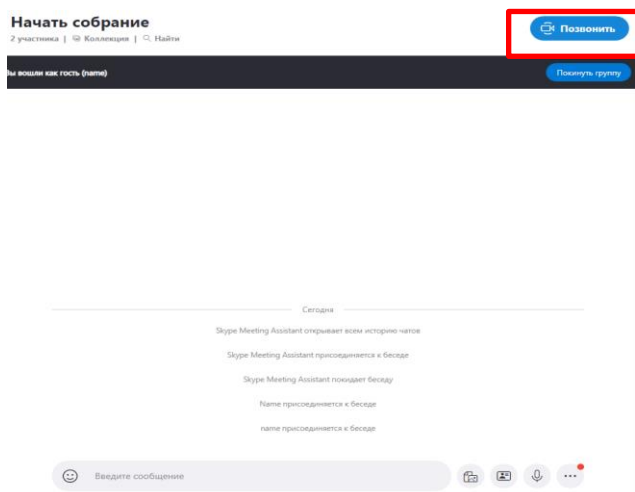 Начать собрание
Позвонить
2 участника | Коллекция | Найти
Вы вошли как гость (name)
Покинуть группу
Сегодня
Skype Meeting Assistant открывает всем историю чатов
Skype Meeting Assistant присоединяется к беседе
Skype Meeting Assistant покидает беседу
Name присоединяется к беседе
name присоединяется к беседе
Введите сообщение